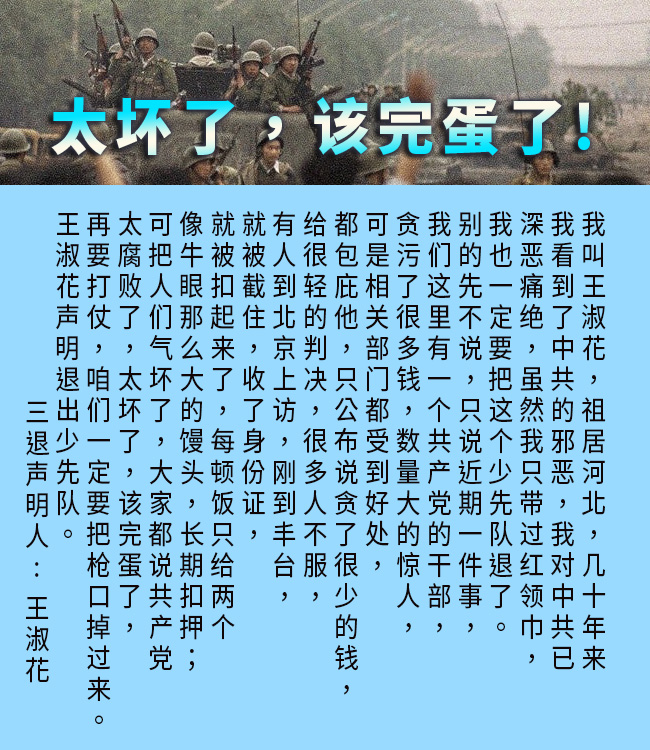 太坏了，该完蛋了！
我叫王淑花，祖居河北，几十年来
我看到了中共的邪恶，我对中共已
深恶痛绝，虽然我只带过红领巾，
我也一定要把这个少先队退了。
别的先不说，只说近期一件事，
我们这里有一个共产党的干部，
贪污了很多钱，数量大的惊人，
可是相关部门都受到好处，
都包庇他，只公布说贪了很少的钱，
给很轻的判决，很多人不服，
有人到北京上访，刚到丰台，
就被截住，收了身份证，
就被扣起来了，每顿饭只给两个
像牛眼那么大的馒头，长期扣押；
可把人们气坏了，大家都说共产党
太腐败了，太坏了，该完蛋了，
再要打仗，咱们一定要把枪口掉过来。
王淑花声明退出少先队。
三退声明人：王淑花